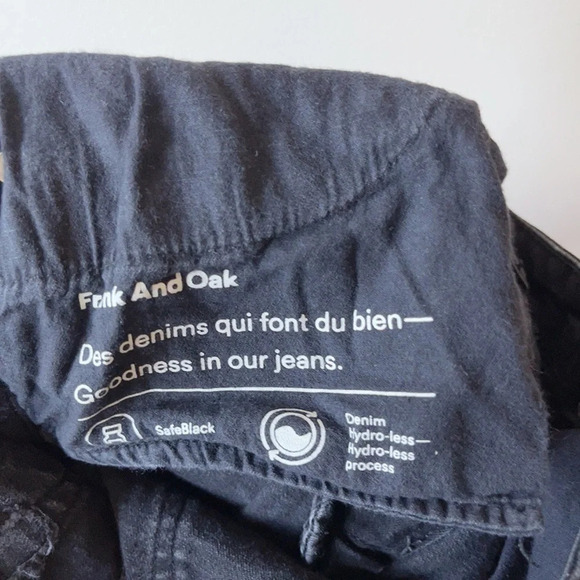 Frank And Oak
Des denims qui font du bien—
Goodness in our jeans.
SafeBlack
Denim
Hydro-less—
Hydro-less
process